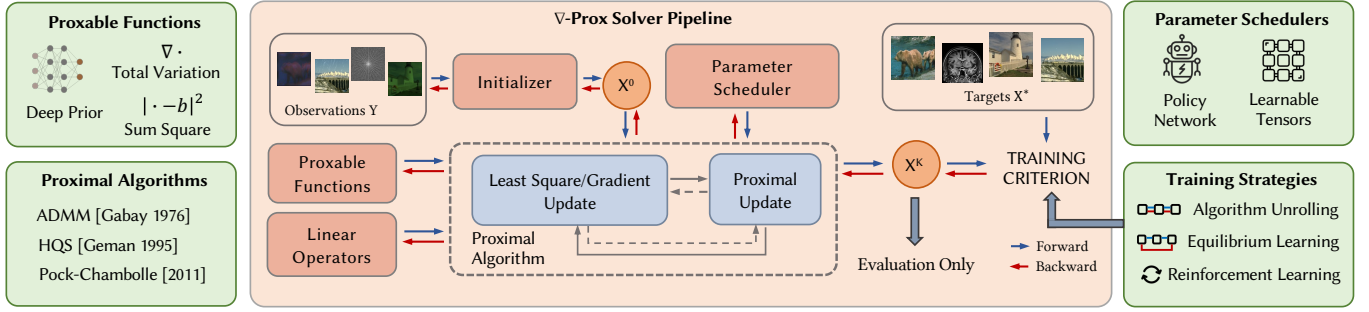 Proxable Functions
∇ ·
Total Variation
Deep Prior
| · −b|²
Sum Square
Proximal Algorithms
ADMM [Gabay 1976]
HQS [Geman 1995]
Pock-Chambolle [2011]
∇-Prox Solver Pipeline
Observations Y
Initializer
X⁰
Parameter
Scheduler
Targets X*
Proxable
Functions
Linear
Operators
Least Square/Gradient
Update
Proximal
Update
Proximal
Algorithm
Xᴷ
TRAINING
CRITERION
Evaluation Only
Forward
Backward
Parameter Schedulers
Policy
Network
Learnable
Tensors
Training Strategies
Algorithm Unrolling
Equilibrium Learning
Reinforcement Learning